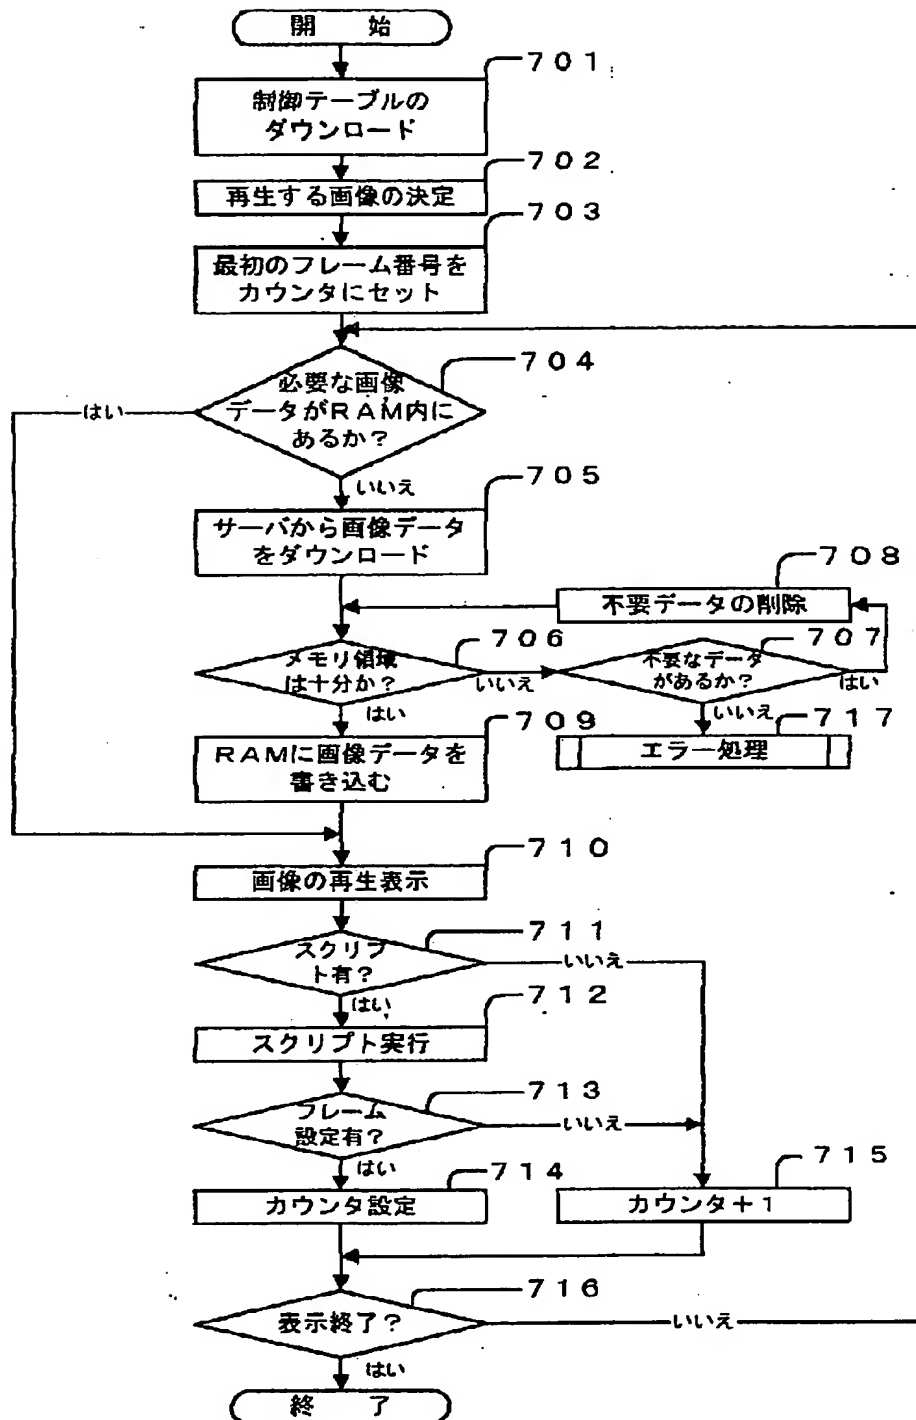 開 始
701
制御テーブルの
ダウンロード
702
再生する画像の決定
703
最初のフレーム番号を
カウンタにセット
704
必要な画像
データがRAM内に
あるか?
はい
いいえ
705
サーバから画像データ
をダウンロード
708
不要データの削除
706
メモリ領域
は十分か?
いいえ
はい
707
不要なデータ
があるか?
はい
いいえ
709
RAMに画像データを
書き込む
717
エラー処理
710
画像の再生表示
711
スクリプ
ト有?
いいえ
はい
712
スクリプト実行
713
フレーム
設定有?
いいえ
はい
714
カウンタ設定
715
カウンタ+1
716
表示終了?
いいえ
はい
終 了